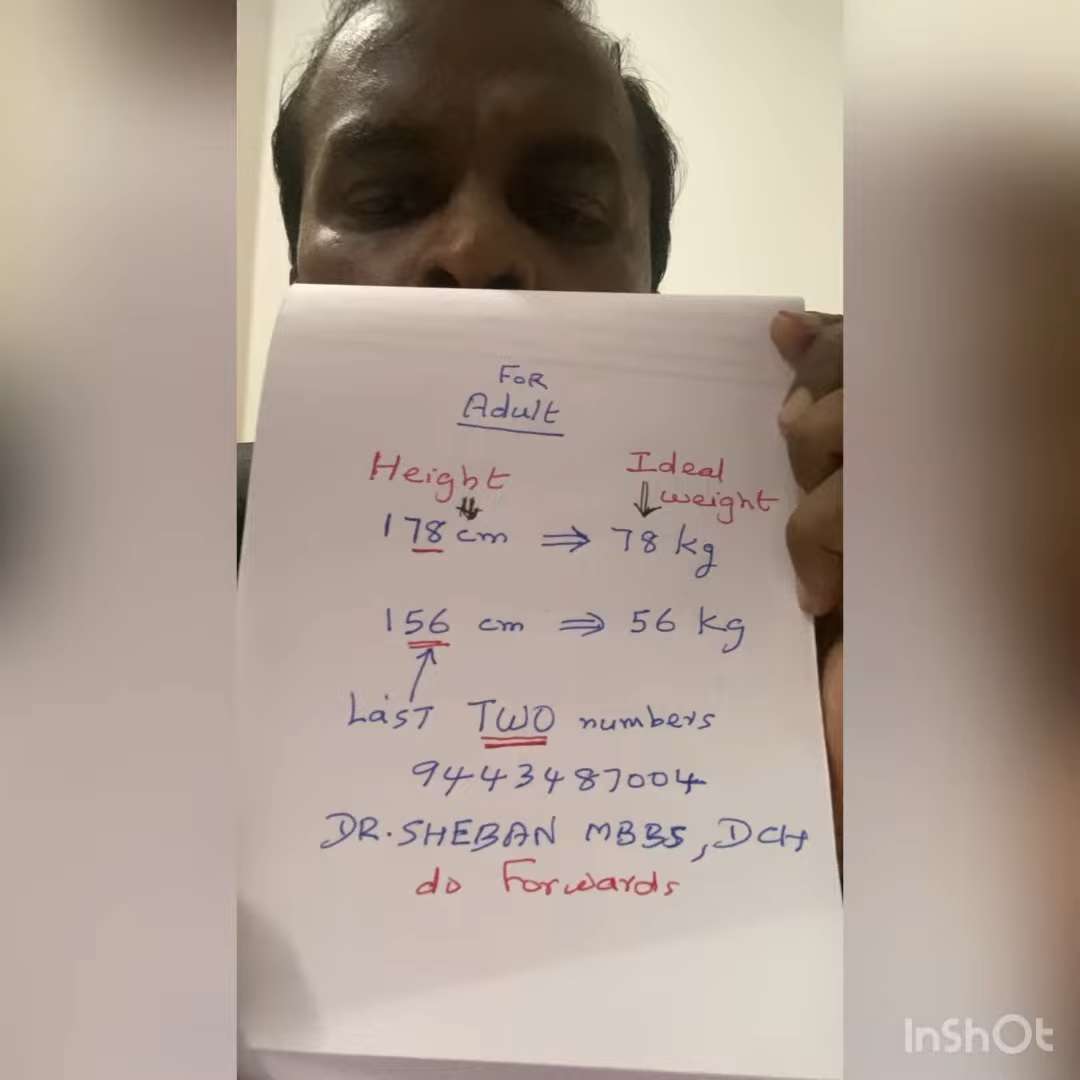 FOR
Adult
Height
Ideal
weight
178 cm ⇒ 78 kg
156 cm ⇒ 56 kg
LAST TWO numbers
9443487004
DR. SHEBAN MBBS, DCH
do Forwards
InShOt